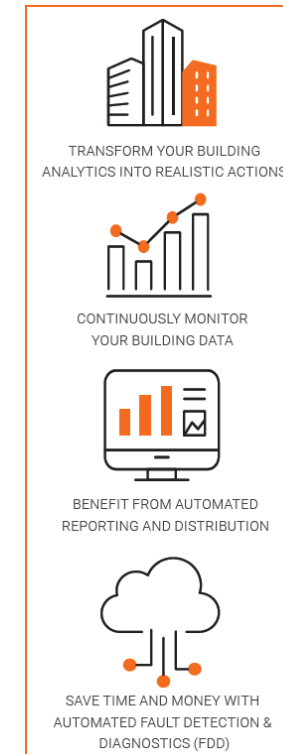 TRANSFORM YOUR BUILDING
ANALYTICS INTO REALISTIC ACTIONS
CONTINUOUSLY MONITOR
YOUR BUILDING DATA
BENEFIT FROM AUTOMATED
REPORTING AND DISTRIBUTION
SAVE TIME AND MONEY WITH
AUTOMATED FAULT DETECTION &
DIAGNOSTICS (FDD)